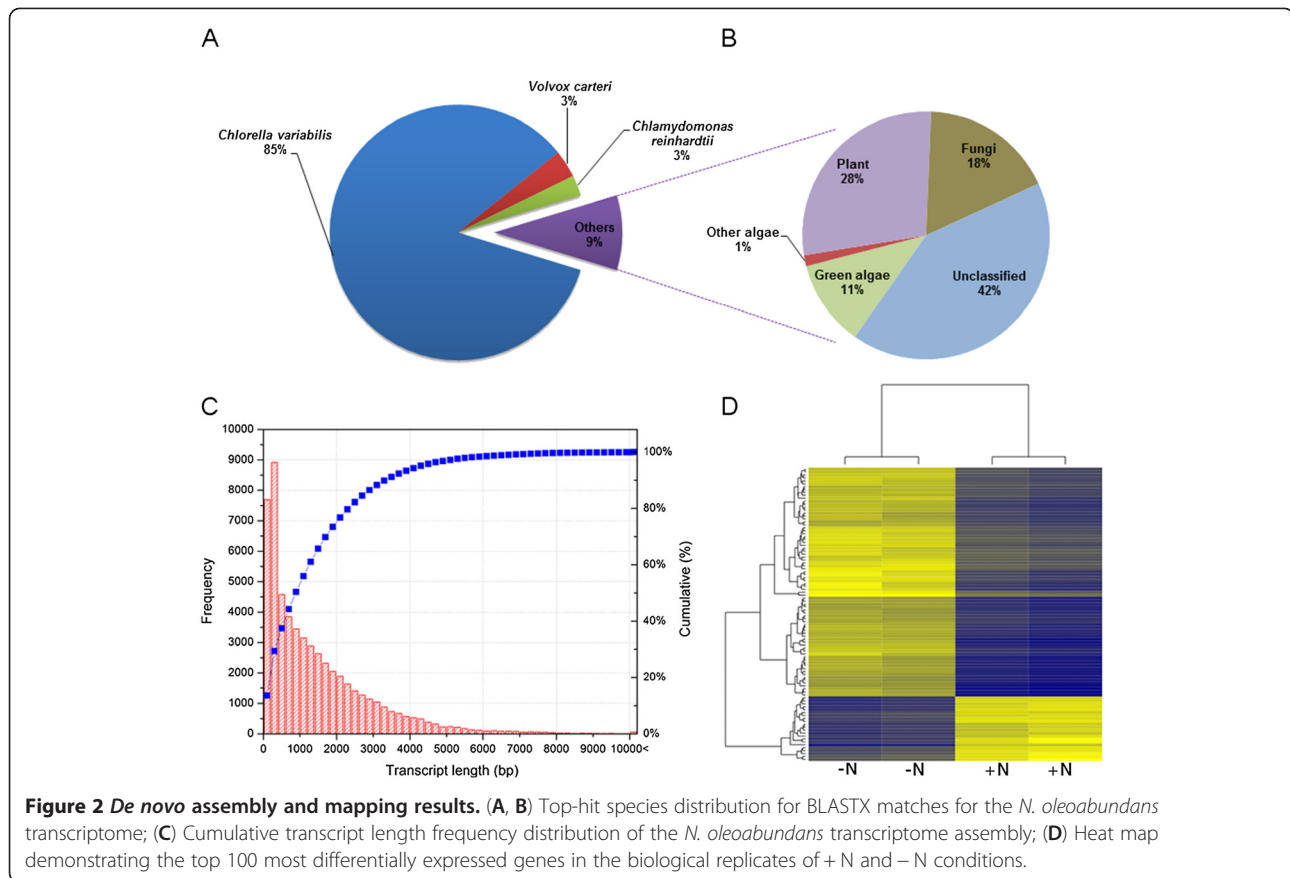 A
B
Volvox carteri
3%
Chlamydomonas
reinhardtii
3%
Chlorella variabilis
85%
Others
9%
Plant
28%
Fungi
18%
Other algae
1%
Green algae
11%
Unclassified
42%
C
10000
9000
8000
7000
6000
5000
4000
3000
2000
1000
0
Frequency
100%
80%
60%
40%
20%
0%
Cumulative (%)
0 1000 2000 3000 4000 5000 6000 7000 8000 9000 10000<
Transcript length (bp)
D
-N -N +N +N
Figure 2 De novo assembly and mapping results. (A, B) Top-hit species distribution for BLASTX matches for the N. oleoabundans
transcriptome; (C) Cumulative transcript length frequency distribution of the N. oleoabundans transcriptome assembly; (D) Heat map
demonstrating the top 100 most differentially expressed genes in the biological replicates of + N and − N conditions.